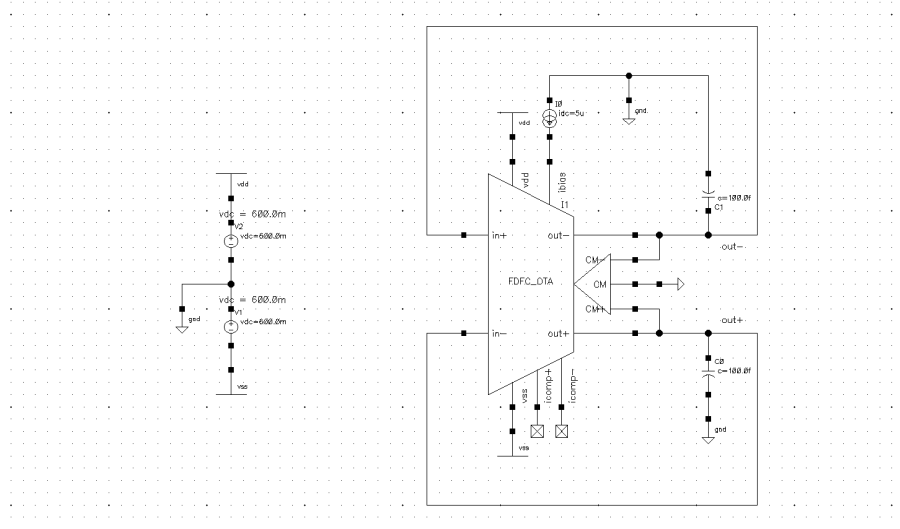 I0
idc=5u
gnd
vdd
vdd
ibias
I1
vdd
c=100.0f
C1
vdc = 600.0m
V2
vdc=600.0m
in+
out-
out-
CM-
FDFC_OTA
CM
vdc = 600.0m
V1
vdc=600.0m
gnd
CM+
out+
in-
out+
C0
c=100.0f
vss
vss
icomp+
icomp-
gnd
vss